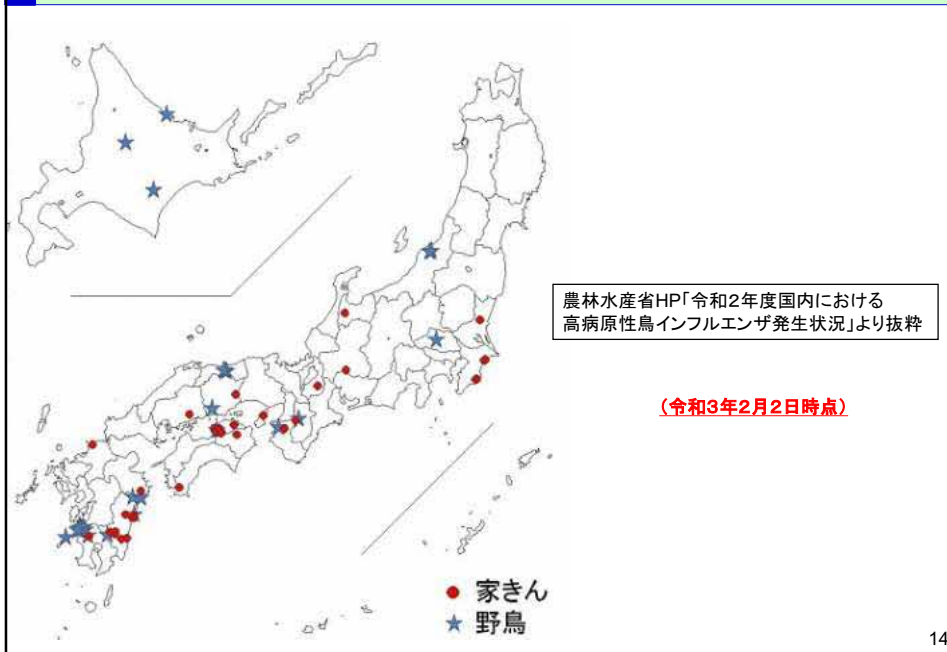 農林水産省HP「令和2年度国内における
高病原性鳥インフルエンザ発生状況」より抜粋
(令和3年2月2日時点)
家きん
野鳥
14